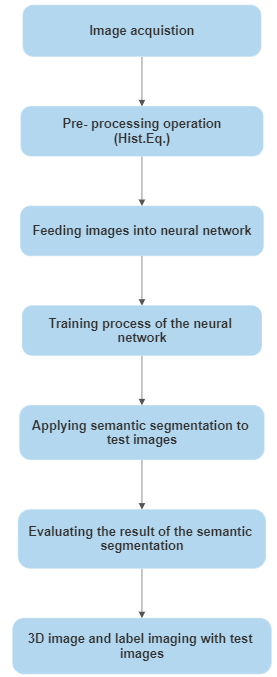 Image acquistion
Pre- processing operation
(Hist.Eq.)
Feeding images into neural network
Training process of the neural
network
Applying semantic segmentation to
test images
Evaluating the result of the semantic
segmentation
3D image and label imaging with test
images